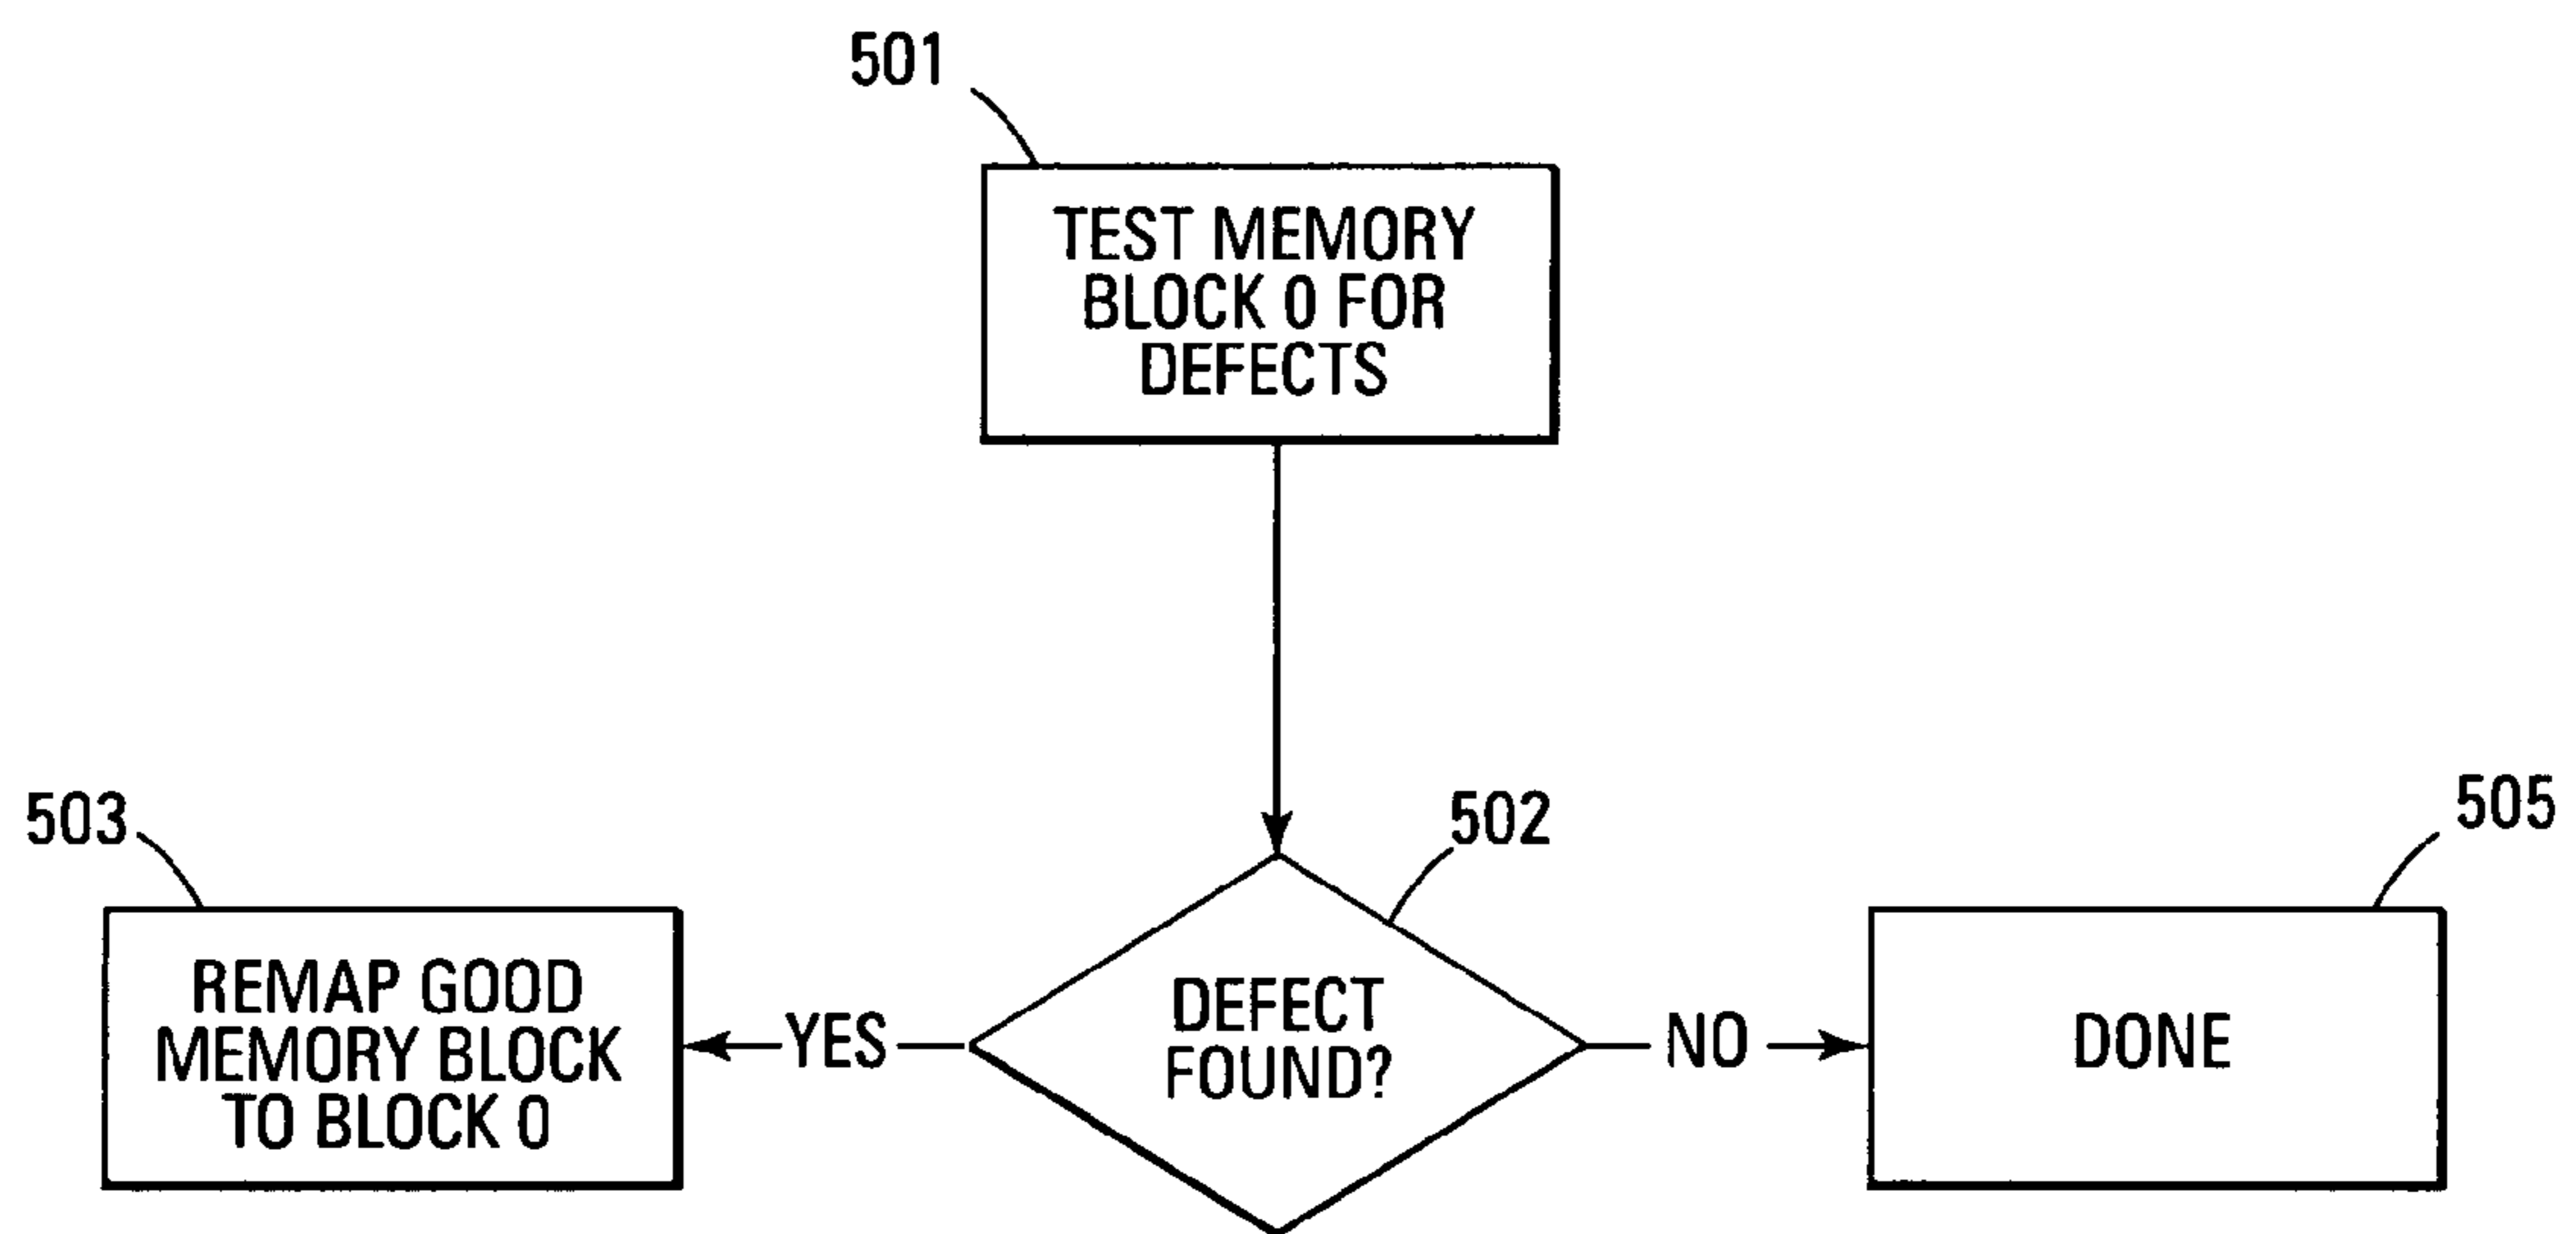 501
TEST MEMORY
BLOCK 0 FOR
DEFECTS
503
REMAP GOOD
MEMORY BLOCK
TO BLOCK 0
YES
502
DEFECT
FOUND?
NO
505
DONE